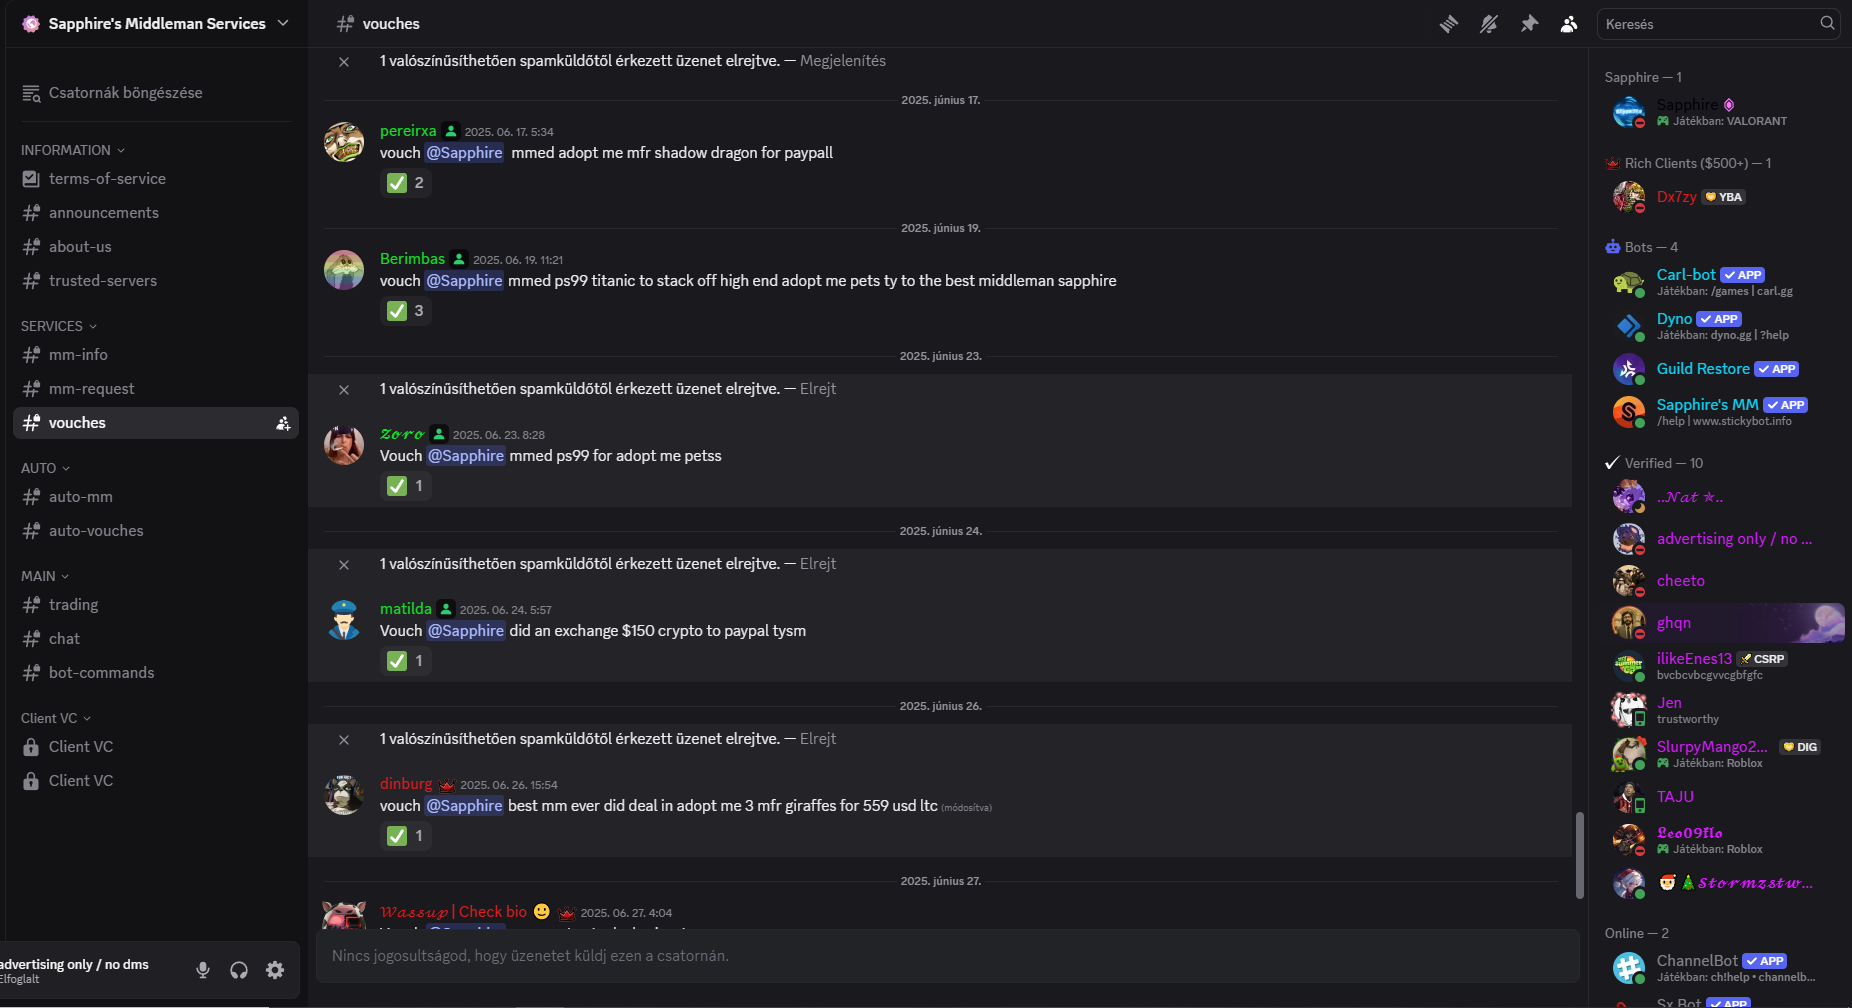 Sapphire's Middleman Services
Csatornák böngészése
INFORMATION
terms-of-service
announcements
about-us
trusted-servers
SERVICES
mm-info
mm-request
vouches
AUTO
auto-mm
auto-vouches
MAIN
trading
chat
bot-commands
Client VC
Client VC
Client VC
advertising only / no dms
Elfoglalt
vouches
Keresés
1 valószínűsíthetően spamküldőtől érkezett üzenet elrejtve. — Megjelenítés
2025. június 17.
pereirxa 2025. 06. 17. 5:34
vouch @Sapphire mmed adopt me mfr shadow dragon for paypall
2
2025. június 19.
Berimbas 2025. 06. 19. 11:21
vouch @Sapphire mmed ps99 titanic to stack off high end adopt me pets ty to the best middleman sapphire
3
2025. június 23.
1 valószínűsíthetően spamküldőtől érkezett üzenet elrejtve. — Elrejt
𝓩𝓸𝓻𝓸 2025. 06. 23. 8:28
Vouch @Sapphire mmed ps99 for adopt me petss
1
2025. június 24.
1 valószínűsíthetően spamküldőtől érkezett üzenet elrejtve. — Elrejt
matilda 2025. 06. 24. 5:57
Vouch @Sapphire did an exchange $150 crypto to paypal tysm
1
2025. június 26.
1 valószínűsíthetően spamküldőtől érkezett üzenet elrejtve. — Elrejt
dinburg 2025. 06. 26. 15:54
vouch @Sapphire best mm ever did deal in adopt me 3 mfr giraffes for 559 usd ltc (módosítva)
1
2025. június 27.
𝓦𝓪𝓼𝓼𝓾𝓹 | Check bio 🙂 2025. 06. 27. 4:04
Nincs jogosultságod, hogy üzenetet küldj ezen a csatornán.
Sapphire — 1
Sapphire
Játékban: VALORANT
Rich Clients ($500+) — 1
Dx7zy YBA
Bots — 4
Carl-bot APP
Játékban: /games | carl.gg
Dyno APP
Játékban: dyno.gg | ?help
Guild Restore APP
Sapphire's MM APP
/help | www.stickybot.info
Verified — 10
..𝓝𝓪𝓽 ✯..
advertising only / no ...
cheeto
ghqn
ilikeEnes13 CSRP
bvcbcvbcgvvcgbfgfc
Jen
trustworthy
SlurpyMango2... DIG
Játékban: Roblox
TAJU
𝕷𝖊𝖔09𝖋𝖑𝖔
Játékban: Roblox
🎅🎄𝓢𝓽𝓸𝓻𝓶𝔃𝓼𝓽𝔀...
Online — 2
ChannelBot APP
Játékban: ch!help • channelb...
Sx Bot APP